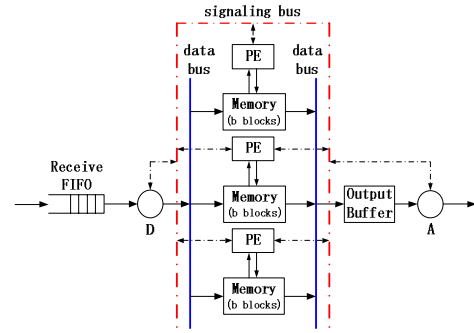 signaling bus
data
bus
data
bus
PE
Memory
(b blocks)
PE
Receive
FIFO
Memory
(b blocks)
Output
Buffer
D
A
PE
Memory
(b blocks)